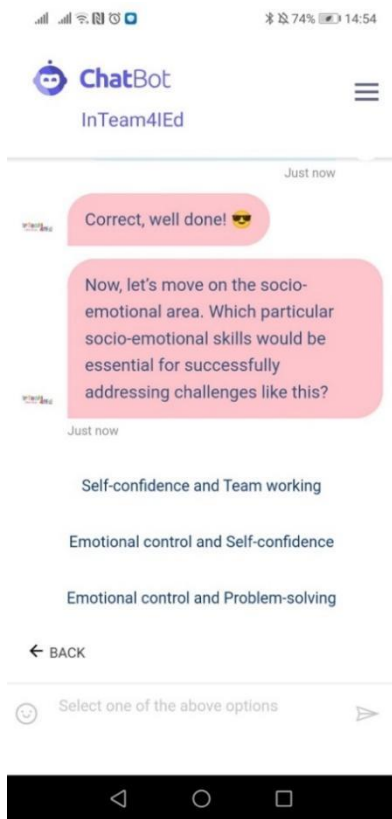 74% 14:54
ChatBot
InTeam4IEd
Just now
Correct, well done! 😎
Now, let's move on the socio-
emotional area. Which particular
socio-emotional skills would be
essential for successfully
addressing challenges like this?
Just now
Self-confidence and Team working
Emotional control and Self-confidence
Emotional control and Problem-solving
← BACK
Select one of the above options